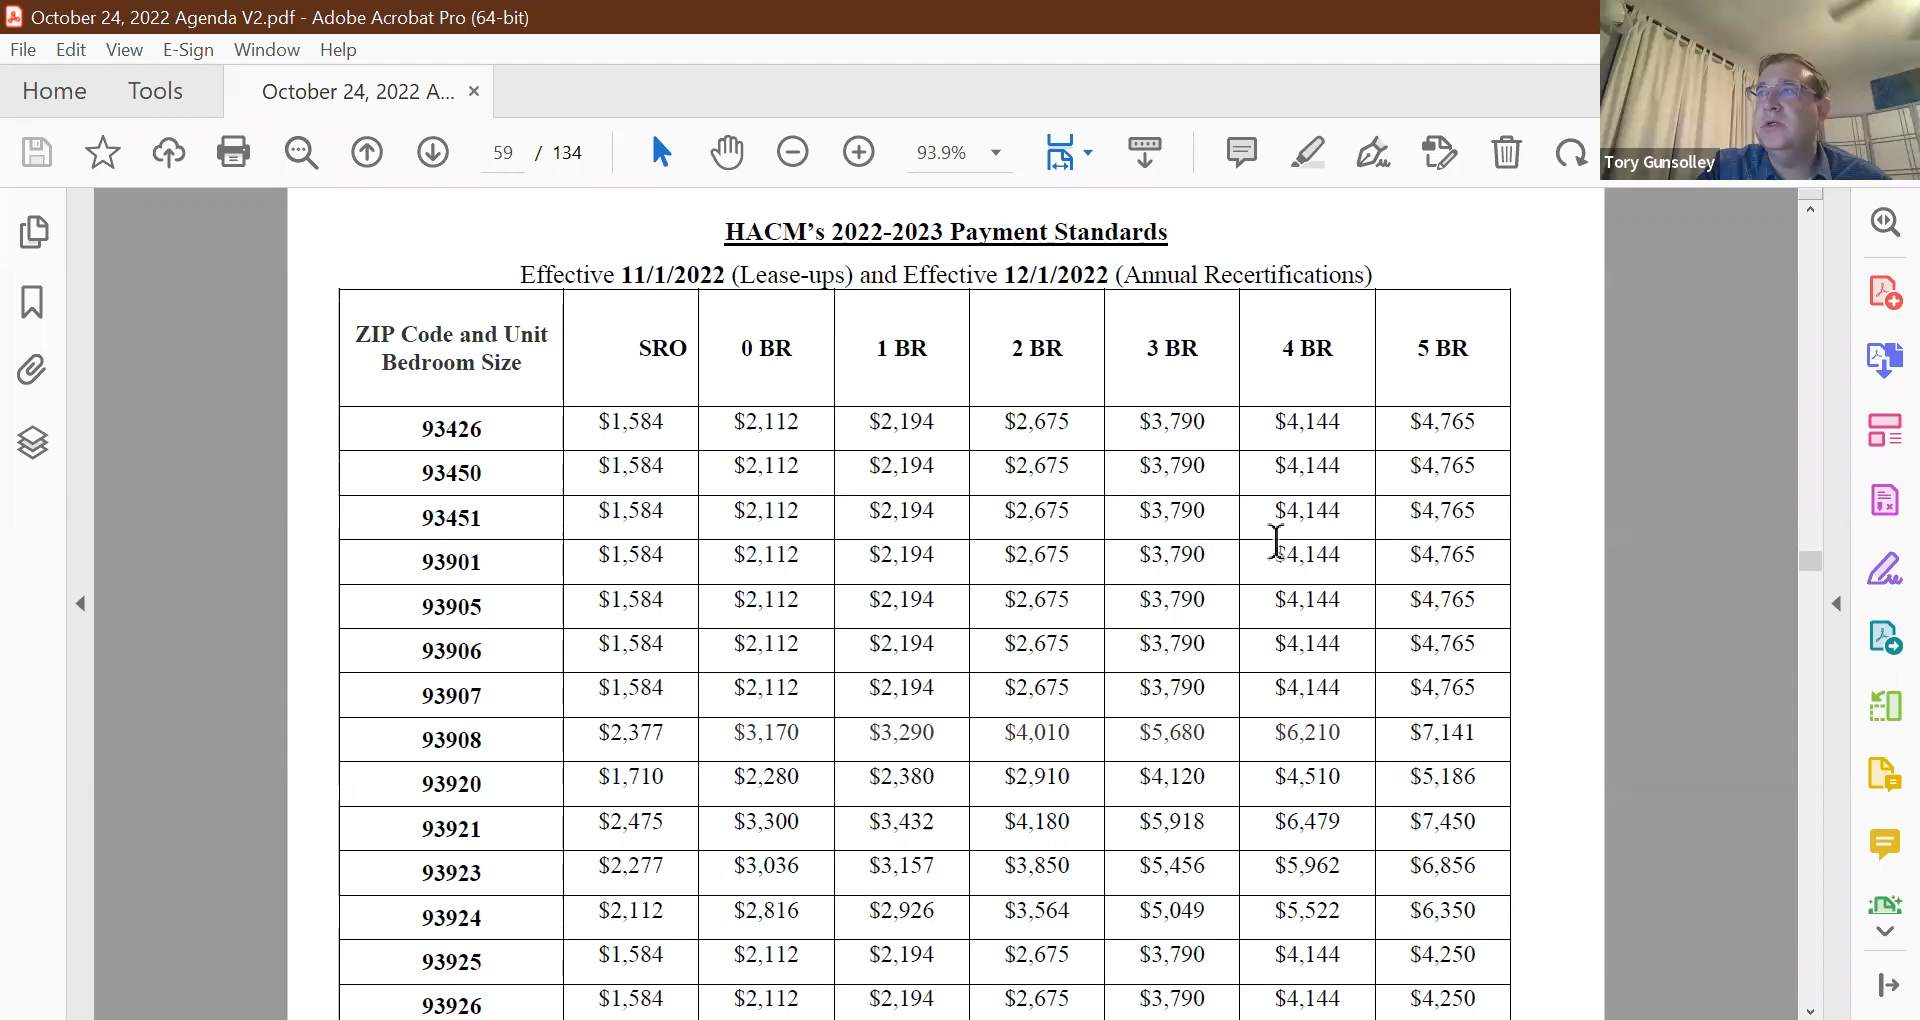 October 24, 2022 Agenda V2.pdf - Adobe Acrobat Pro (64-bit)
File Edit View E-Sign Window Help
Home Tools October 24, 2022 A... ×
59 / 134 93.9%
Tory Gunsolley
HACM's 2022-2023 Payment Standards
Effective 11/1/2022 (Lease-ups) and Effective 12/1/2022 (Annual Recertifications)
ZIP Code and Unit
Bedroom Size SRO 0 BR 1 BR 2 BR 3 BR 4 BR 5 BR
93426 $1,584 $2,112 $2,194 $2,675 $3,790 $4,144 $4,765
93450 $1,584 $2,112 $2,194 $2,675 $3,790 $4,144 $4,765
93451 $1,584 $2,112 $2,194 $2,675 $3,790 $4,144 $4,765
93901 $1,584 $2,112 $2,194 $2,675 $3,790 $4,144 $4,765
93905 $1,584 $2,112 $2,194 $2,675 $3,790 $4,144 $4,765
93906 $1,584 $2,112 $2,194 $2,675 $3,790 $4,144 $4,765
93907 $1,584 $2,112 $2,194 $2,675 $3,790 $4,144 $4,765
93908 $2,377 $3,170 $3,290 $4,010 $5,680 $6,210 $7,141
93920 $1,710 $2,280 $2,380 $2,910 $4,120 $4,510 $5,186
93921 $2,475 $3,300 $3,432 $4,180 $5,918 $6,479 $7,450
93923 $2,277 $3,036 $3,157 $3,850 $5,456 $5,962 $6,856
93924 $2,112 $2,816 $2,926 $3,564 $5,049 $5,522 $6,350
93925 $1,584 $2,112 $2,194 $2,675 $3,790 $4,144 $4,250
93926 $1,584 $2,112 $2,194 $2,675 $3,790 $4,144 $4,250